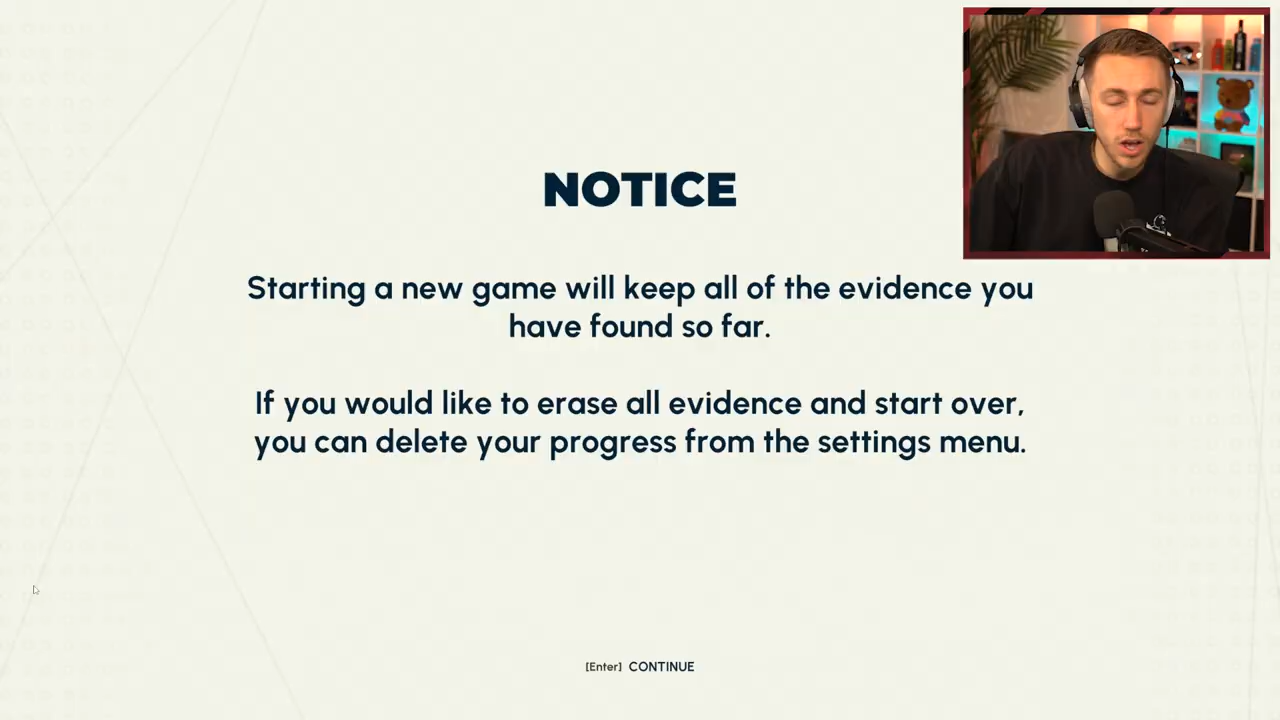 NOTICE
Starting a new game will keep all of the evidence you
have found so far.
If you would like to erase all evidence and start over,
you can delete your progress from the settings menu.
[Enter] CONTINUE